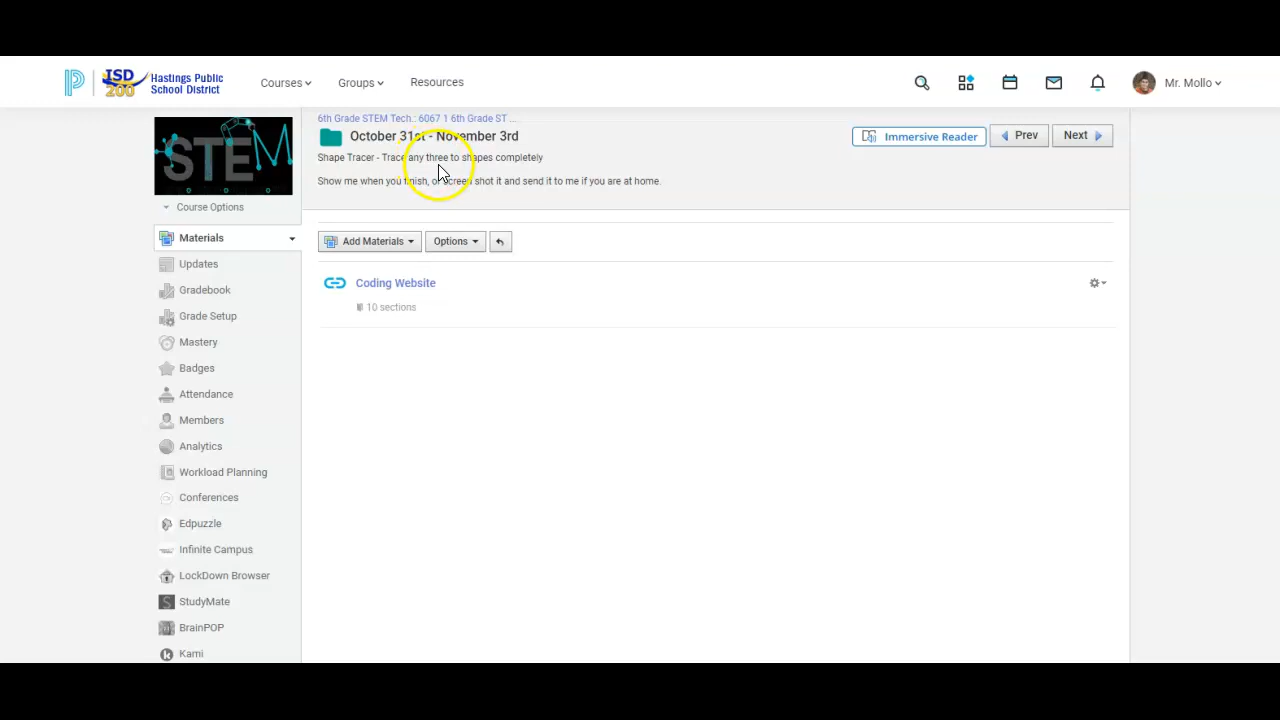 ISD 200
Hastings Public
School District
Courses
Groups
Resources
Mr. Mollo
STEM
Course Options
Materials
Updates
Gradebook
Grade Setup
Mastery
Badges
Attendance
Members
Analytics
Workload Planning
Conferences
Edpuzzle
Infinite Campus
LockDown Browser
StudyMate
BrainPOP
Kami
6th Grade STEM Tech.: 6067 1 6th Grade ST ...
October 31st - November 3rd
Immersive Reader
Prev
Next
Shape Tracer - Trace any three to shapes completely
Show me when you finish, or screen shot it and send it to me if you are at home.
Add Materials
Options
Coding Website
10 sections